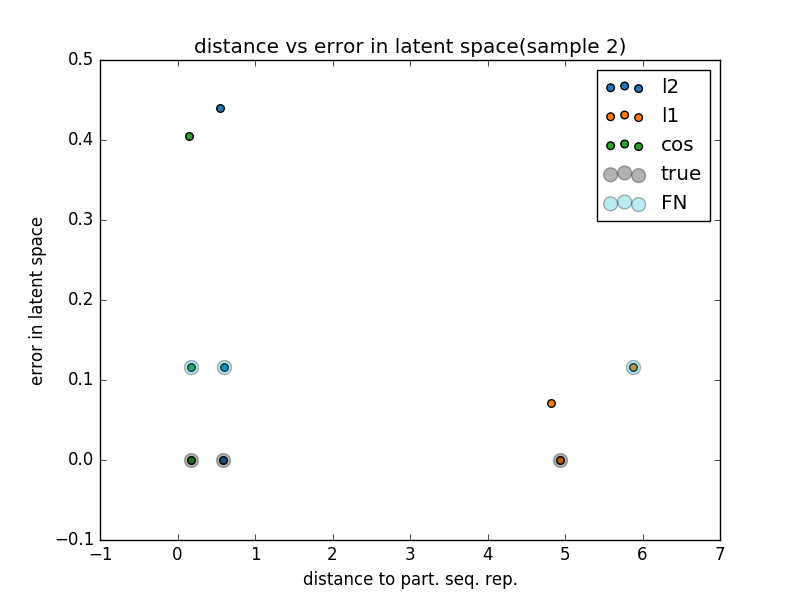 distance vs error in latent space(sample 2)
0.5
0.4
0.3
0.2
0.1
0.0
−0.1
error in latent space
l2
l1
cos
true
FN
−1 0 1 2 3 4 5 6 7
distance to part. seq. rep.